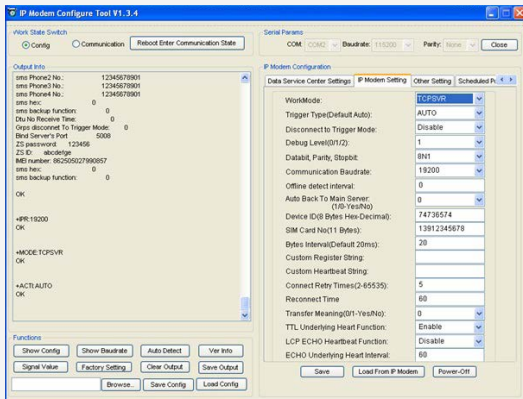 IP Modem Configure Tool V1.3.4
Work State Switch
Config
Communication
Reboot Enter Communication State
Serial Params
COM: COM2 Baudrate: 115200 Parity: None Close
Output Info
sms Phone2 No.: 12345678901
sms Phone3 No.: 12345678901
sms Phone4 No.: 12345678901
sms hex: 0
sms backup function: 0
Dtu No Receive Time: 0
Grps disconnet To Trigger Mode: 0
Bind Server's Port 5008
ZS password: 123456
ZS ID: abcdefge
IMEI number: 862505027990857
sms hex: 0
sms backup function: 0
OK
+IPR:19200
OK
+MODE:TCPSVR
OK
+ACTI:AUTO
OK
Functions
Show Config
Show Baudrate
Auto Detect
Ver Info
Signal Value
Factory Setting
Clear Output
Save Output
Browse..
Save Config
Load Config
IP Modem Configuration
Data Service Center Settings
IP Modem Setting
Other Setting
WorkMode: TCPSVR
Trigger Type(Default Auto): AUTO
Disconnect to Trigger Mode: Disable
Debug Level(0/1/2): 1
Databit, Parity, Stopbit: 8N1
Communication Baudrate: 19200
Offline detect interval: 0
Auto Back To Main Server: 0
(1/0-Yes/No)
Device ID(8 Bytes Hex-Decimal): 74736574
SIM Card No(11 Bytes): 13912345678
Bytes Interval(Default 20ms): 20
Custom Register String:
Custom Heartbeat String:
Connect Retry Times(2-65535): 5
Reconnect Time 60
Transfer Meaning(0/1-Yes/No): 0
TTL Underlying Heart Function: Enable
LCP ECHO Heartbeat Function: Disable
ECHO Underlying Heart Interval: 60
Save
Load From IP Modem
Power-Off